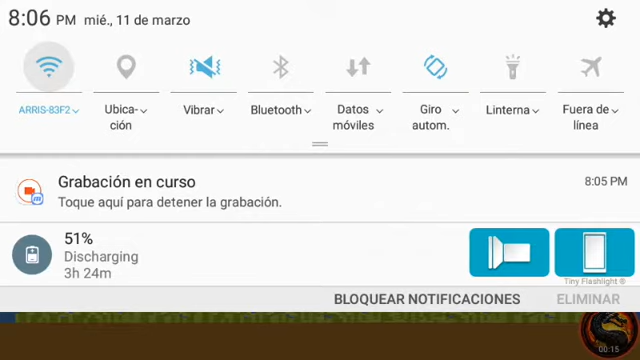 8:06 PM mié., 11 de marzo
ARRIS-83F2
Ubica-
ción
Vibrar
Bluetooth
Datos
móviles
Giro
autom.
Linterna
Fuera de
línea
Grabación en curso
8:05 PM
Toque aquí para detener la grabación.
51%
Discharging
3h 24m
Tiny Flashlight ®
BLOQUEAR NOTIFICACIONES
ELIMINAR
00:15